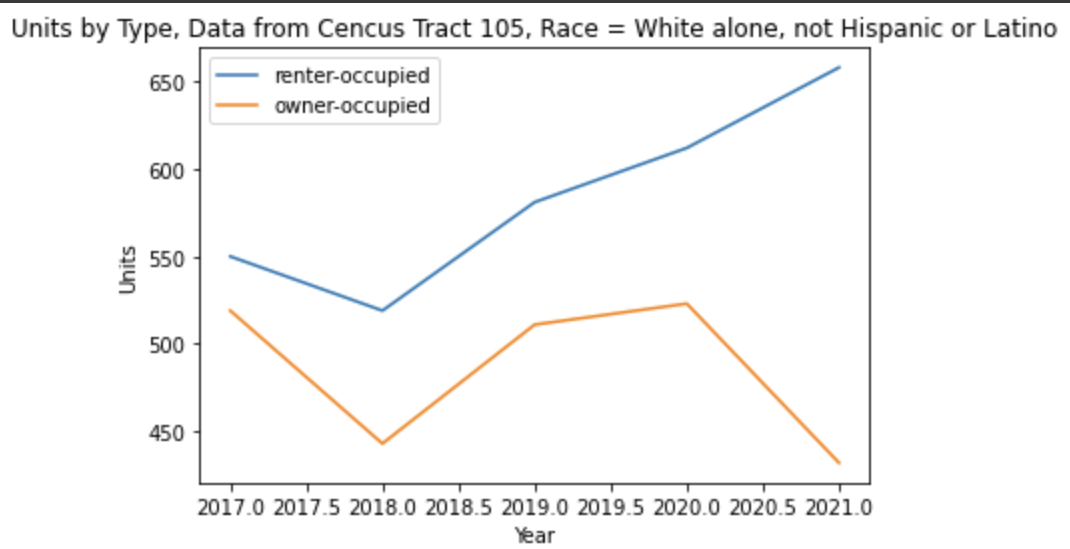 Units by Type, Data from Cencus Tract 105, Race = White alone, not Hispanic or Latino
renter-occupied
owner-occupied
650
600
550
500
450
Units
2017.0 2017.5 2018.0 2018.5 2019.0 2019.5 2020.0 2020.5 2021.0
Year